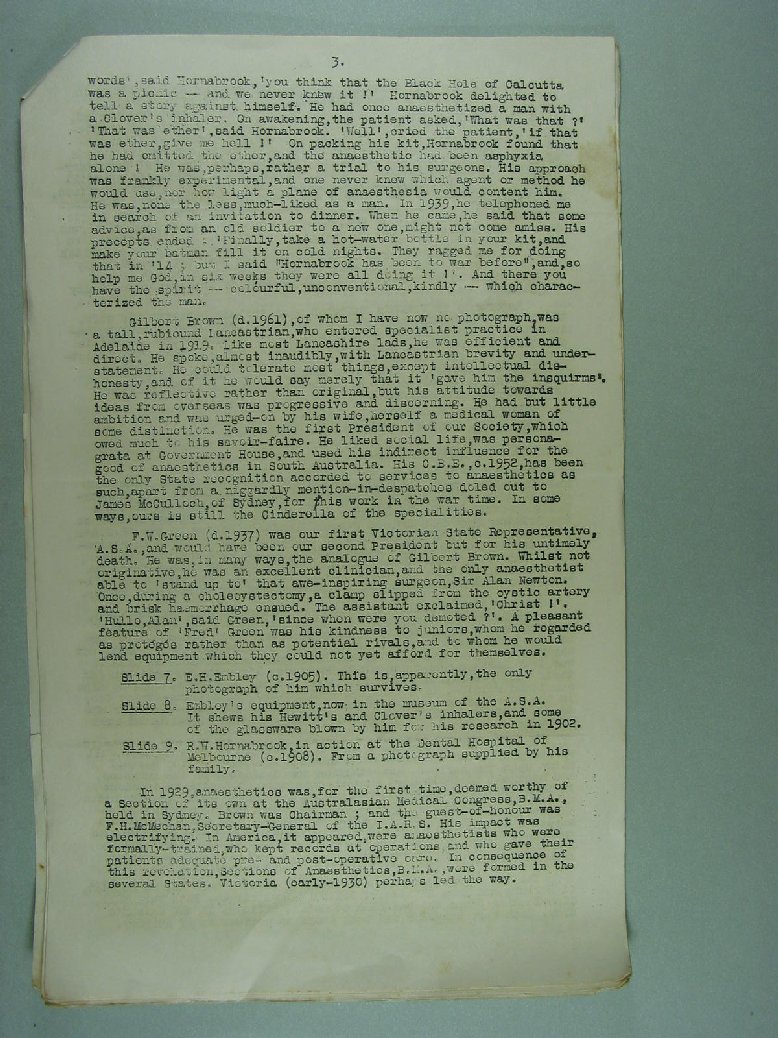 3.
words',said Hornabrook,'you think that the Black Hole of Calcutta
was a picnic -- and we never knew it !' Hornabrook delighted to
tell a story against himself. He had once anaesthetized a man with
a Clover's inhaler. On awakening,the patient asked,'What was that ?'
'That was ether',said Hornabrook. 'Well',cried the patient,'if that
was ether,give me hell !' On packing his kit,Hornabrook found that
he had omitted the ether,and the anaesthetic had been asphyxia
alone ! He was,perhaps,rather a trial to his surgeons. His approach
was frankly experimental,and one never knew which agent or method he
would use,nor how light a plane of anaesthesia would content him.
He was,none the less,much-liked as a man. In 1939,he telephoned me
in search of an invitation to dinner. When he came,he said that some
advice,as from an old soldier to a new one,might not come amiss. His
precepts ended : 'Finally,take a hot-water bottle in your kit,and
make your batman fill it on cold nights. They ragged me for doing
that in '14 ; but I said "Hornabrook has been to war before",and,so
help me God,in six weeks they were all doing it !'. And there you
have the spirit -- colourful,unconventional,kindly -- which charac-
terized the man.
Gilbert Brown (d.1961),of whom I have now no photograph,was
a tall,rubicund Lancastrian,who entered specialist practice in
Adelaide in 1919. Like most Lancashire lads,he was efficient and
direct. He spoke,almost inaudibly,with Lancastrian brevity and under-
statement. He could tolerate most things,except intellectual dis-
honesty,and of it he would say merely that it 'gave him the insquirms'.
He was reflective rather than original,but his attitude towards
ideas from overseas was progressive and discerning. He had but little
ambition and was urged-on by his wife,herself a medical woman of
some distinction. He was the first President of our Society,which
owed much to his savoir-faire. He liked social life,was persona-
grata at Government House,and used his indirect influence for the
good of anaesthetics in South Australia. His C.B.E.,c.1952,has been
the only State recognition accorded to services to anaesthetics as
such,apart from a niggardly mention-in-despatches doled out to
James McCulloch,of Sydney,for his work in the war time. In some
ways,ours is still the Cinderella of the specialities.
F.W.Green (d.1937) was our first Victorian State Representative,
A.S.A.,and would have been our second President but for his untimely
death. He was,in many ways,the analogue of Gilbert Brown. Whilst not
originative,he was an excellent clinician,and the only anaesthetist
able to 'stand up to' that awe-inspiring surgeon,Sir Alan Newton.
Once,during a cholecystectomy,a clamp slipped from the cystic artery
and brisk haemorrhage ensued. The assistant exclaimed,'Christ !'.
'Hullo,Alan',said Green,'since when were you demoted ?'. A pleasant
feature of 'Fred' Green was his kindness to juniors,whom he regarded
as protégés rather than as potential rivals,and to whom he would
lend equipment which they could not yet afford for themselves.
Slide 7. E.H.Embley (c.1905). This is,apparently,the only
photograph of him which survives.
Slide 8. Embley's equipment,now in the museum of the A.S.A.
It shews his Hewitt's and Clover's inhalers,and some
of the glassware blown by him for his research in 1902.
Slide 9. R.W.Hornabrook,in action at the Dental Hospital of
Melbourne (c.1908). From a photograph supplied by his
family.
In 1929,anaesthetics was,for the first time,deemed worthy of
a Section of its own at the Australasian Medical Congress,B.M.A.,
held in Sydney. Brown was Chairman ; and the guest-of-honour was
F.H.McMechan,Secretary-General of the I.A.R.S. His impact was
electrifying. In America,it appeared,were anaesthetists who were
formally-trained,who kept records at operations and who gave their
patients adequate pre- and post-operative care. In consequence of
this revelation,Sections of Anaesthetics,B.M.A.,were formed in the
several States. Victoria (early-1930) perhaps led the way.